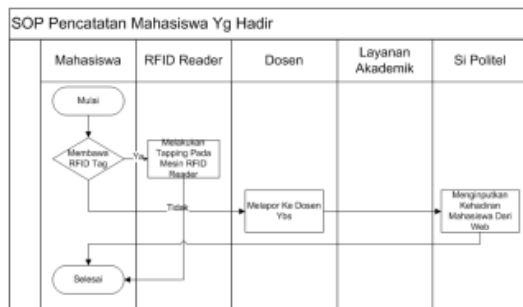 SOP Pencatatan Mahasiswa Yg Hadir
Mahasiswa
RFID Reader
Dosen
Layanan
Akademik
Si Politel
Mulai
Membawa
RFID Tag
Ya
Melakukan
Tapping Pada
Mesin RFID
Reader
Tidak
Melapor Ke Dosen
Ybs
Menginputkan
Kehadiran
Mahasiswa Dari
Web
Selesai